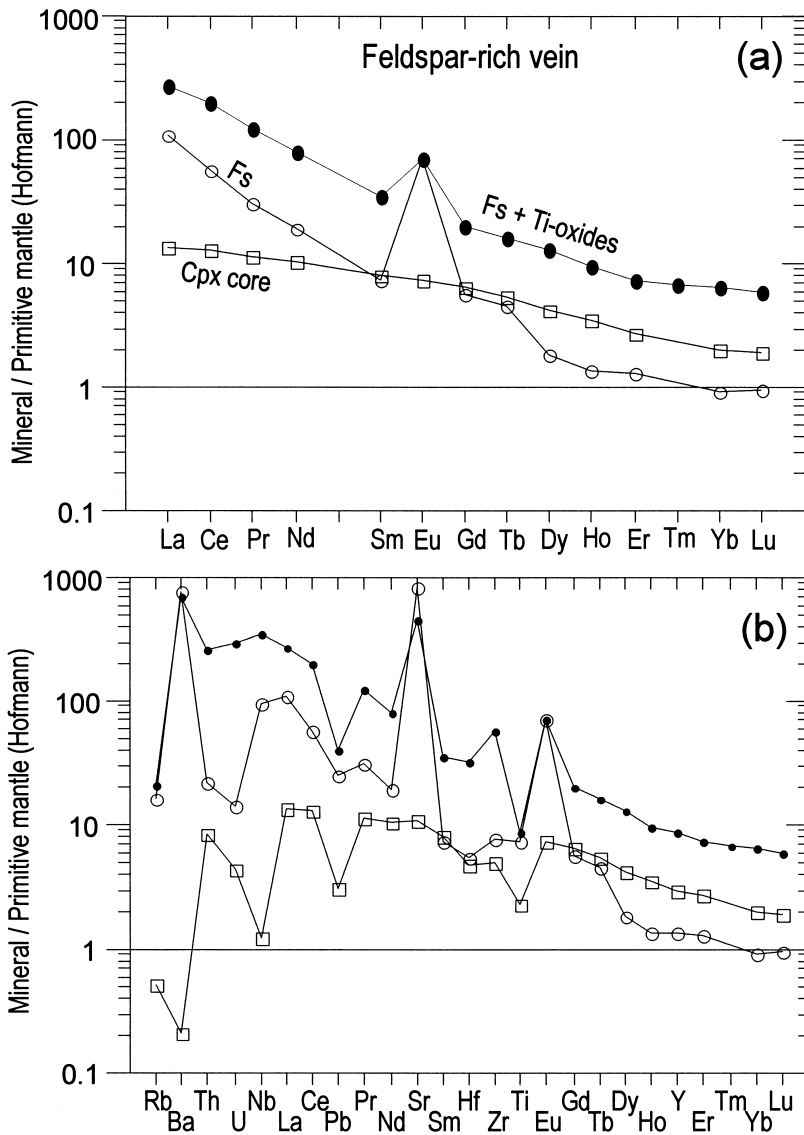 1000
100
10
1
0.1
Mineral / Primitive mantle (Hofmann)
Feldspar-rich vein
(a)
Fs
Fs + Ti-oxides
Cpx core
La Ce Pr Nd Sm Eu Gd Tb Dy Ho Er Tm Yb Lu
1000
100
10
1
0.1
Mineral / Primitive mantle (Hofmann)
(b)
Rb Th Nb Ce Pr Sr Hf Ti Gd Dy Y Tm Lu
Ba U La Pb Nd Sm Zr Eu Tb Ho Er Yb